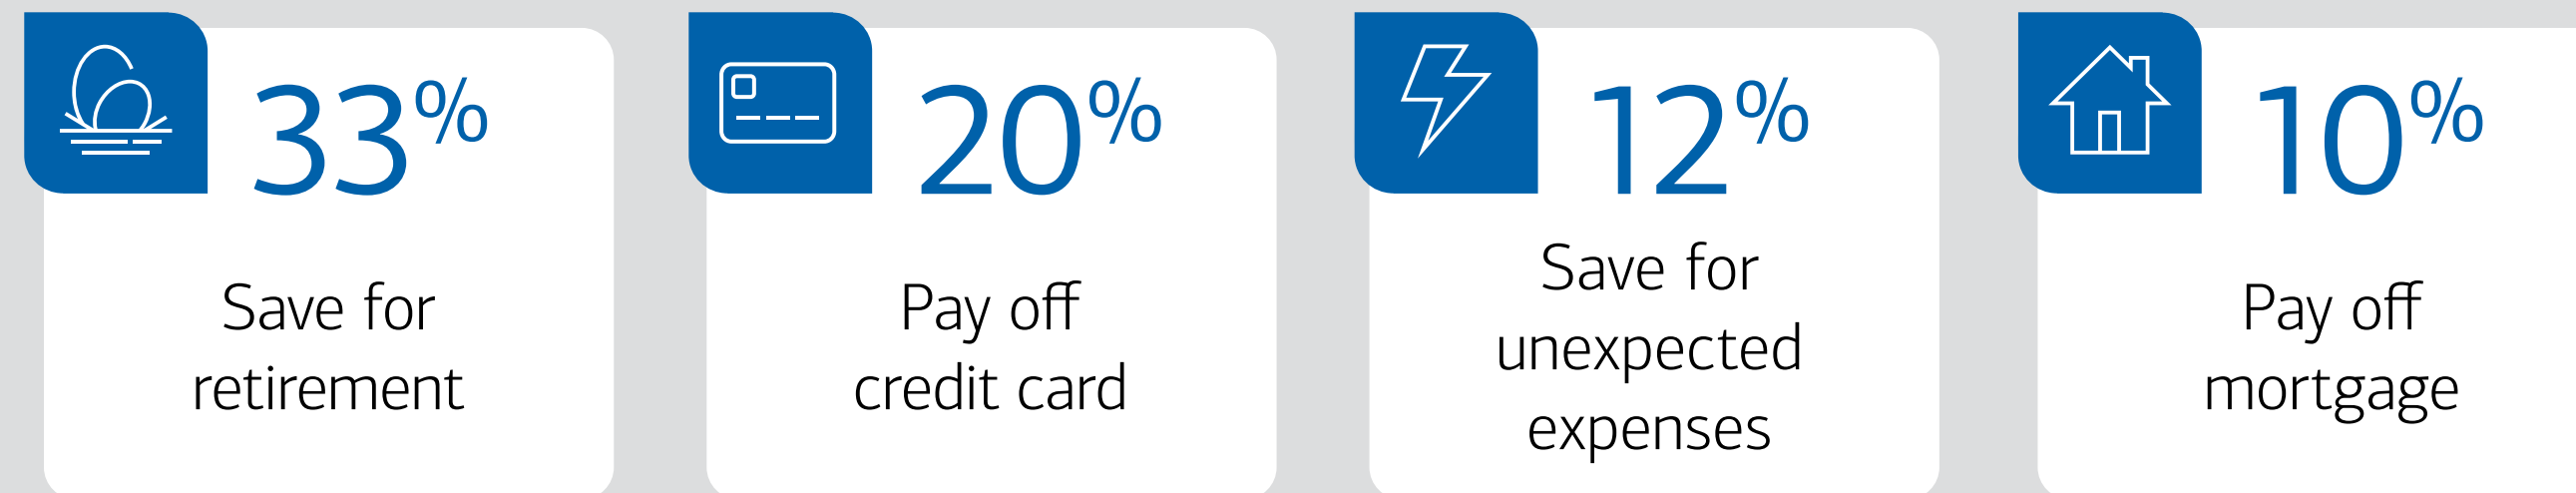 33%
Save for
retirement
20%
Pay off
credit card
12%
Save for
unexpected
expenses
10%
Pay off
mortgage